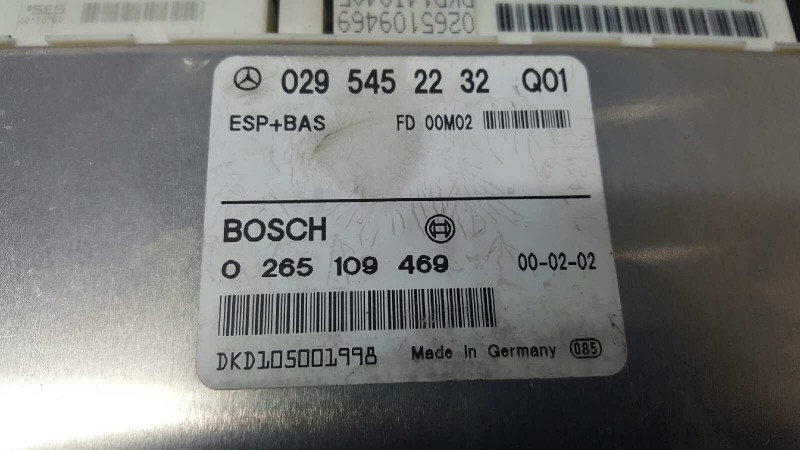 0265109469
029 545 22 32 Q01
ESP+BAS FD 00M02
BOSCH
0 265 109 469 00-02-02
DKD105001998 Made in Germany 085